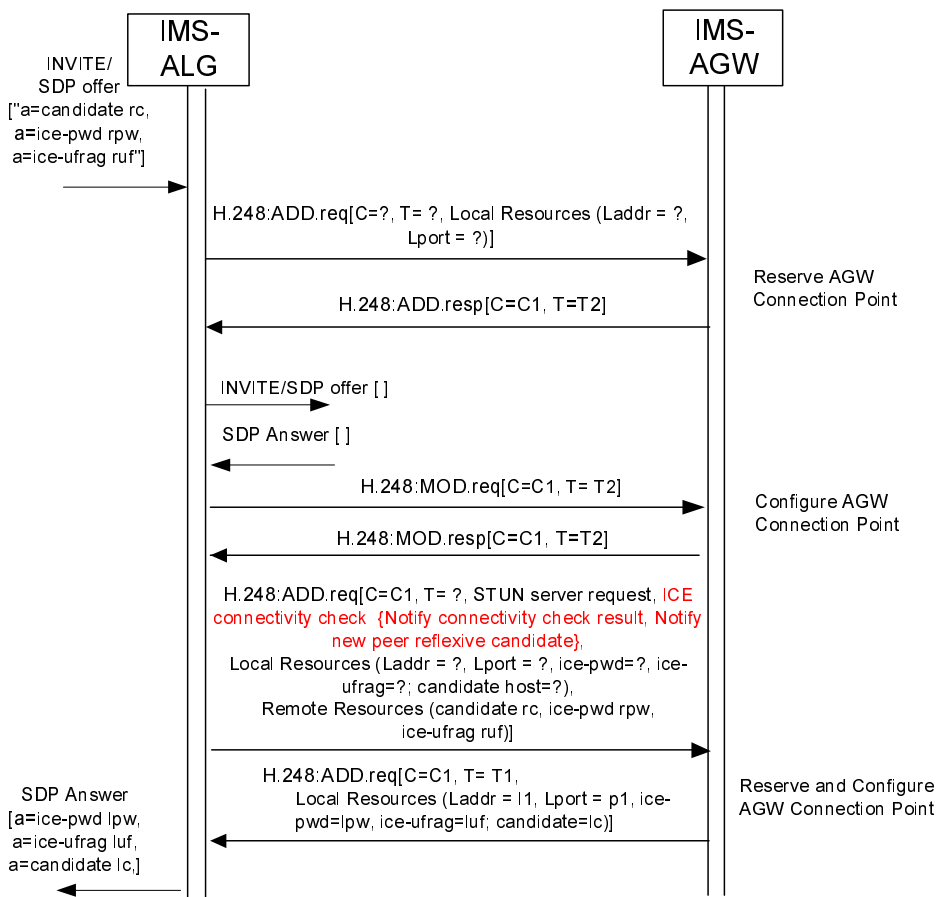 IMS-
ALG
IMS-
AGW
INVITE/
SDP offer
["a=candidate rc,
a=ice-pwd rpw,
a=ice-ufrag ruf"]
H.248:ADD.req[C=?, T= ?, Local Resources (Laddr = ?,
Lport = ?)]
Reserve AGW
Connection Point
H.248:ADD.resp[C=C1, T=T2]
INVITE/SDP offer [ ]
SDP Answer [ ]
H.248:MOD.req[C=C1, T= T2]
Configure AGW
Connection Point
H.248:MOD.resp[C=C1, T=T2]
H.248:ADD.req[C=C1, T= ?, STUN server request, ICE
connectivity check {Notify connectivity check result, Notify
new peer reflexive candidate},
Local Resources (Laddr = ?, Lport = ?, ice-pwd=?, ice-
ufrag=?; candidate host=?),
Remote Resources (candidate rc, ice-pwd rpw,
ice-ufrag ruf)]
H.248:ADD.req[C=C1, T= T1,
Local Resources (Laddr = l1, Lport = p1, ice-
pwd=lpw, ice-ufrag=luf; candidate=lc)]
Reserve and Configure
AGW Connection Point
SDP Answer
[a=ice-pwd lpw,
a=ice-ufrag luf,
a=candidate lc,]